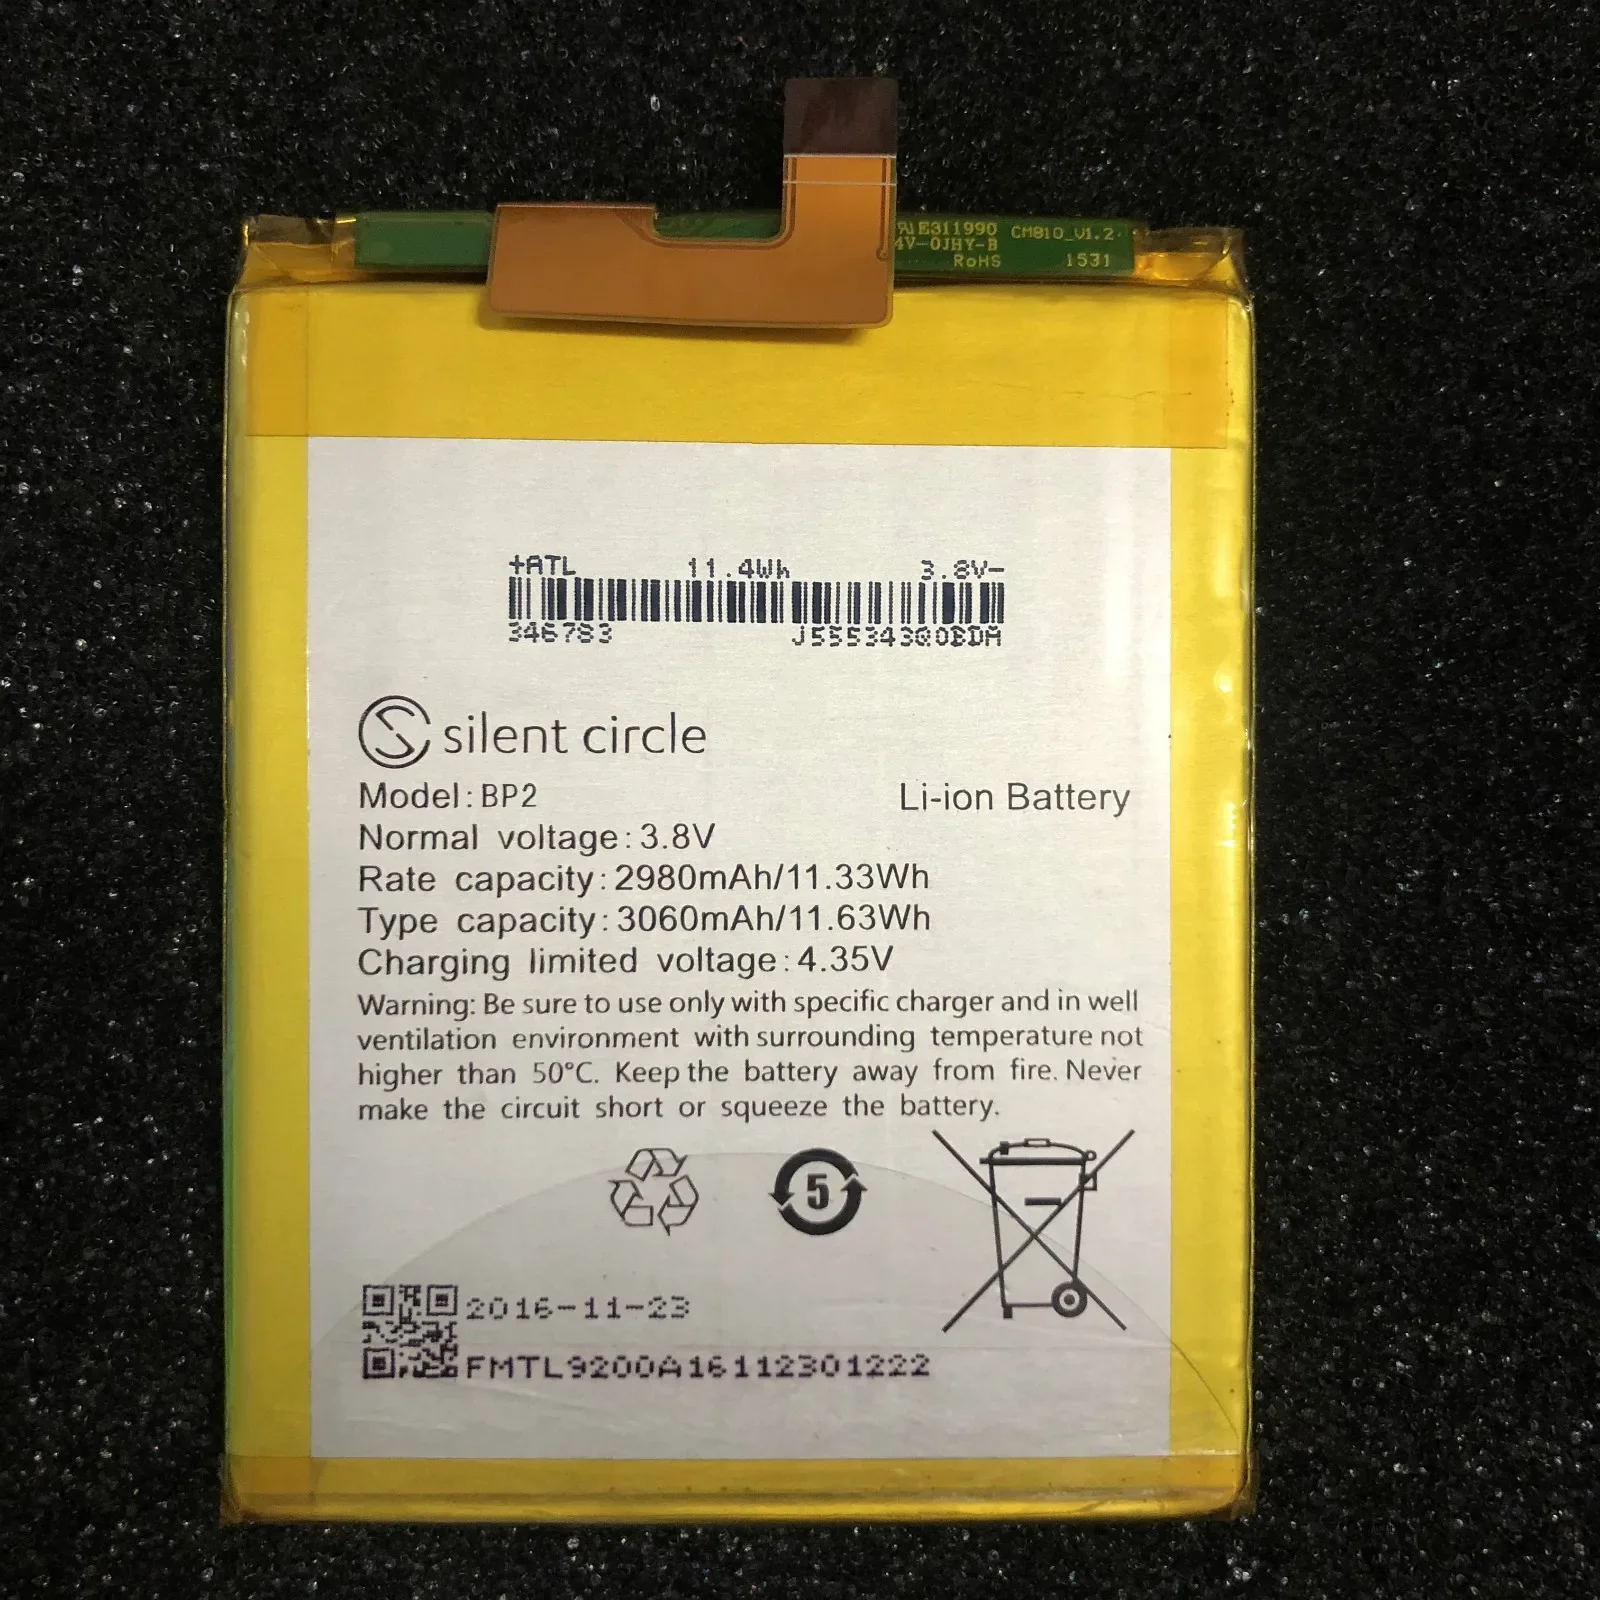 E311990 CM810_V1.2
4V-0JHY-B
RoHS 1531
+ATL 11.4Wh 3.8V-
346783 J555343Q0EDM
silent circle
Model: BP2 Li-ion Battery
Normal voltage: 3.8V
Rate capacity: 2980mAh/11.33Wh
Type capacity: 3060mAh/11.63Wh
Charging limited voltage: 4.35V
Warning: Be sure to use only with specific charger and in well
ventilation environment with surrounding temperature not
higher than 50°C. Keep the battery away from fire. Never
make the circuit short or squeeze the battery.
5
2016-11-23
FMTL9200A16112301222